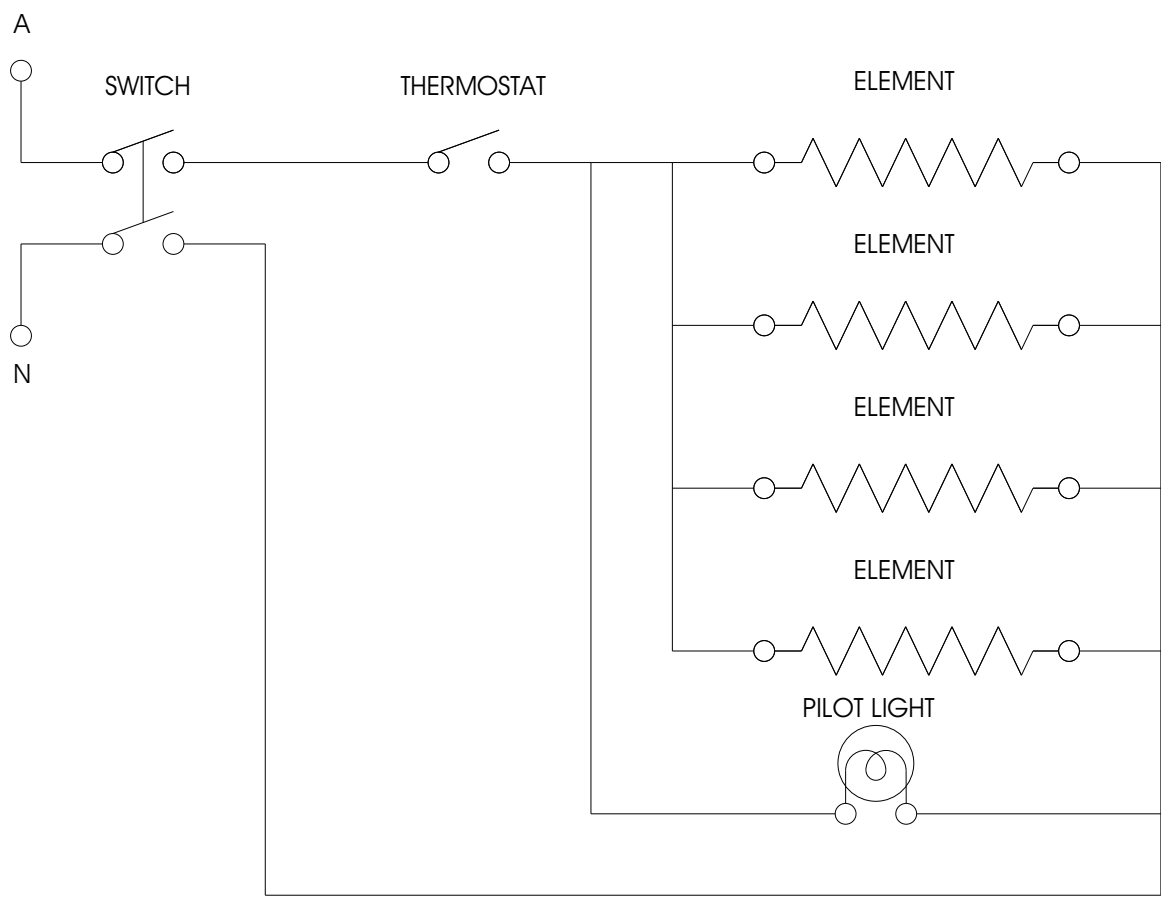 A
SWITCH
THERMOSTAT
ELEMENT
ELEMENT
N
ELEMENT
ELEMENT
PILOT LIGHT